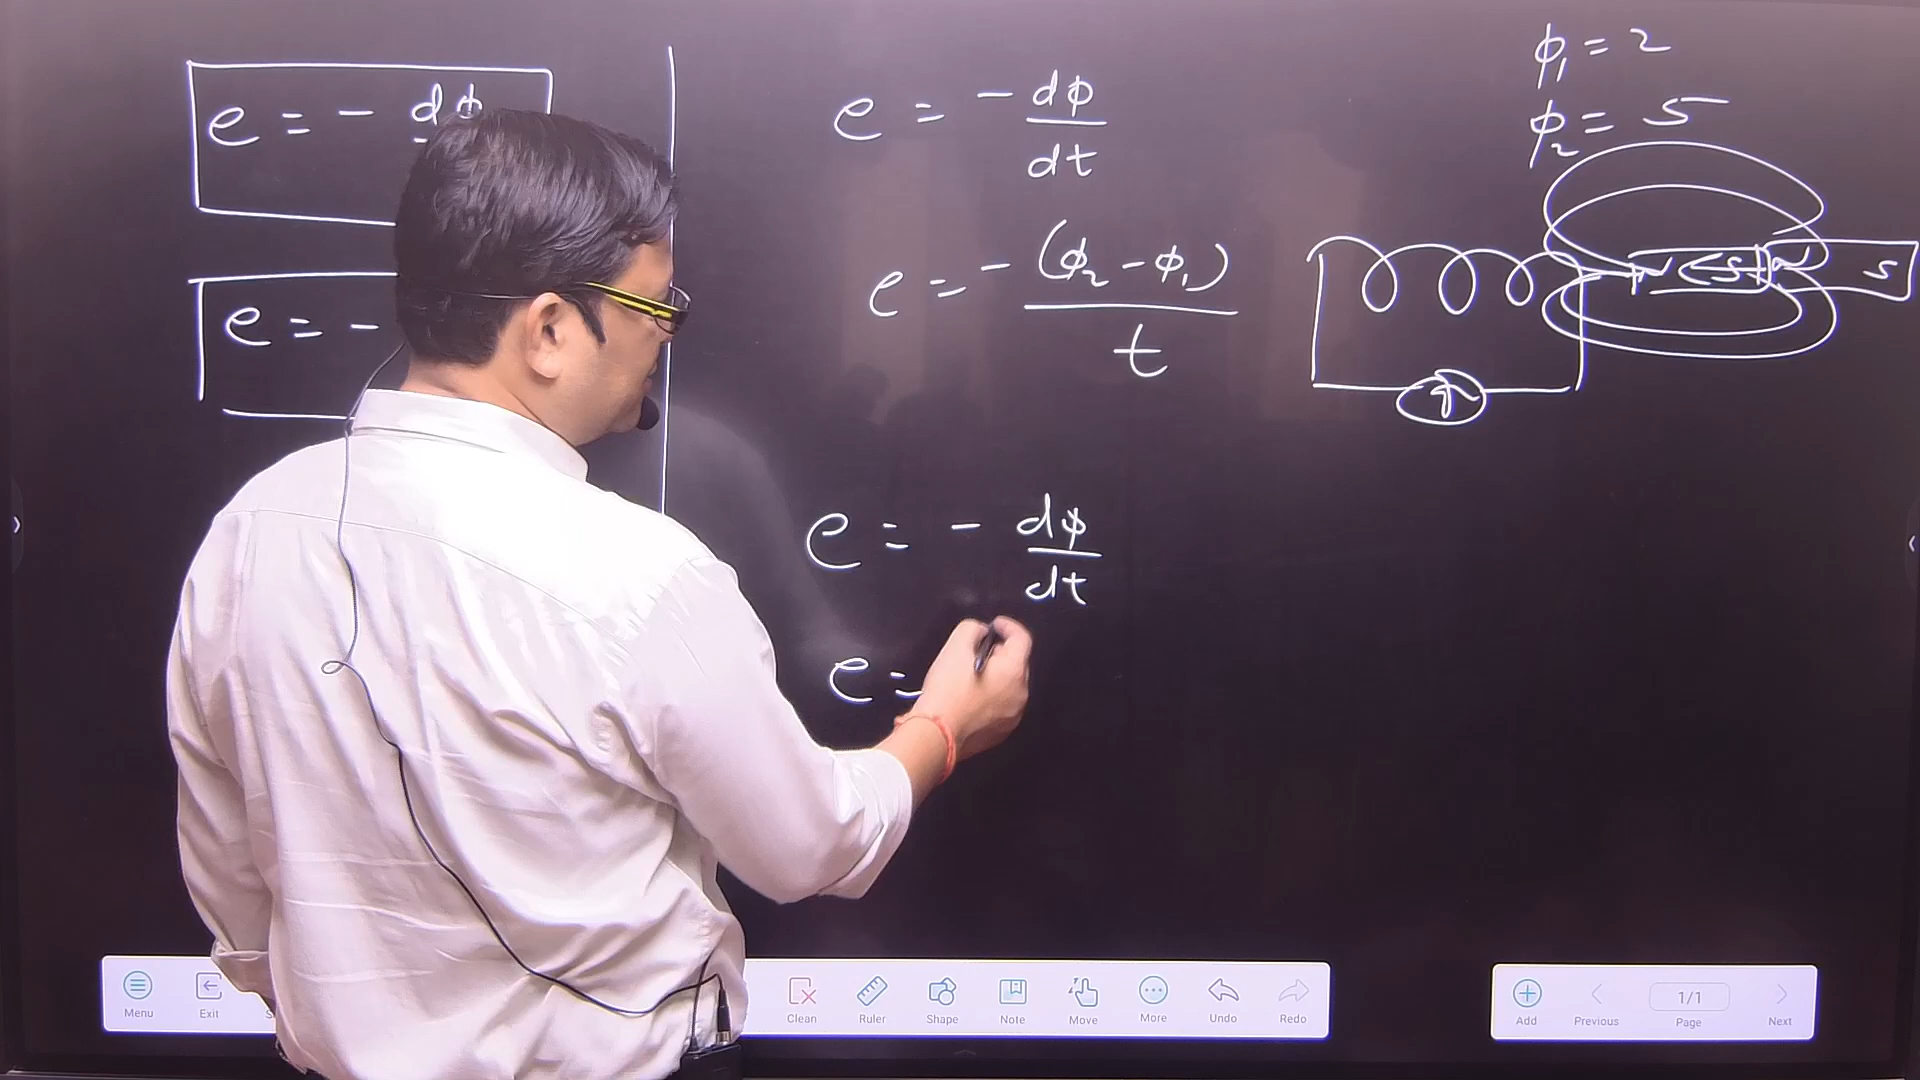 e = - dφ
e = -
e = - dφ/dt
e = - (φ₂ - φ₁)/t
e = - dφ/dt
e =
φ₁ = 2
φ₂ = 5
N
S
N
S
Menu
Exit
Clean
Ruler
Shape
Note
Move
More
Undo
Redo
Add
Previous
1/1
Page
Next